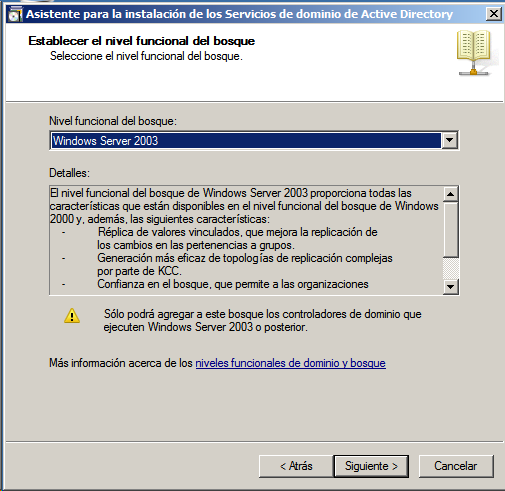 Asistente para la instalación de los Servicios de dominio de Active Directory
Establecer el nivel funcional del bosque
Seleccione el nivel funcional del bosque.
Nivel funcional del bosque:
Windows Server 2003
Detalles:
El nivel funcional del bosque de Windows Server 2003 proporciona todas las
características que están disponibles en el nivel funcional del bosque de Windows
2000 y, además, las siguientes características:
- Réplica de valores vinculados, que mejora la replicación de
los cambios en las pertenencias a grupos.
- Generación más eficaz de topologías de replicación complejas
por parte de KCC.
- Confianza en el bosque, que permite a las organizaciones
Sólo podrá agregar a este bosque los controladores de dominio que
ejecuten Windows Server 2003 o posterior.
Más información acerca de los niveles funcionales de dominio y bosque
< Atrás Siguiente > Cancelar